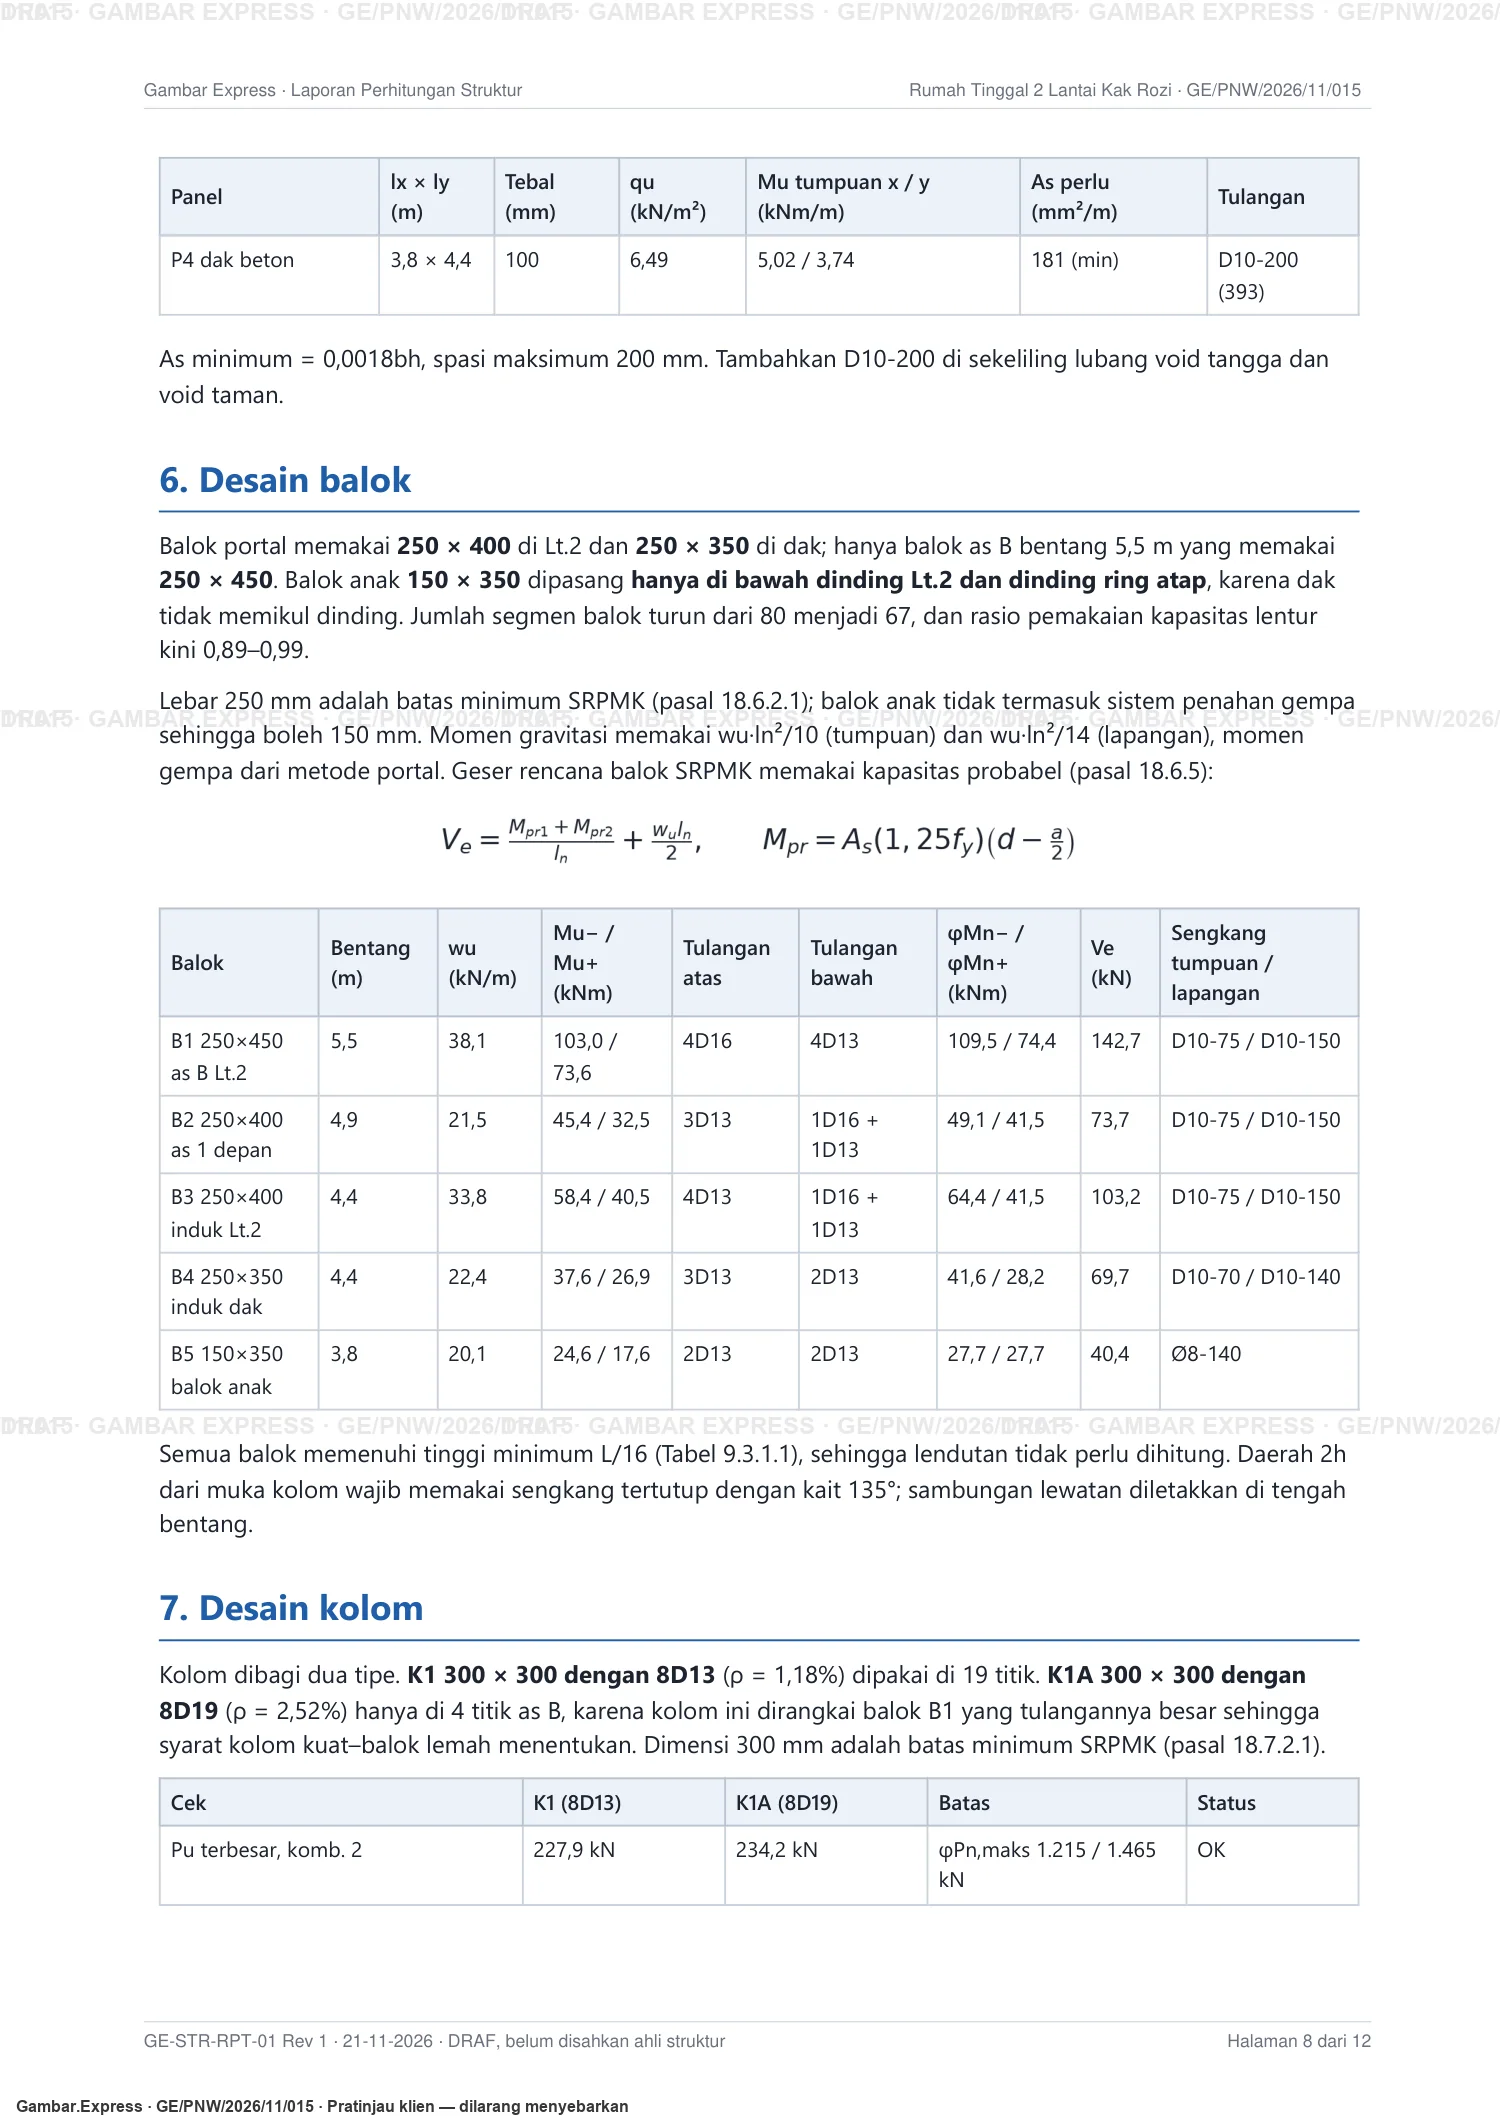 DRAF · GAMBAR EXPRESS · GE/PNW/2026/11/015
Gambar Express · Laporan Perhitungan Struktur
Rumah Tinggal 2 Lantai Kak Rozi · GE/PNW/2026/11/015
Panel
lx × ly (m)
Tebal (mm)
qu (kN/m²)
Mu tumpuan x / y (kNm/m)
As perlu (mm²/m)
Tulangan
P4 dak beton
3,8 × 4,4
100
6,49
5,02 / 3,74
181 (min)
D10-200
(393)
As minimum = 0,0018bh, spasi maksimum 200 mm. Tambahkan D10-200 di sekeliling lubang void tangga dan
void taman.
6. Desain balok
Balok portal memakai 250 × 400 di Lt.2 dan 250 × 350 di dak; hanya balok as B bentang 5,5 m yang memakai
250 × 450. Balok anak 150 × 350 dipasang hanya di bawah dinding Lt.2 dan dinding ring atap, karena dak
tidak memikul dinding. Jumlah segmen balok turun dari 80 menjadi 67, dan rasio pemakaian kapasitas lentur
kini 0,89–0,99.
Lebar 250 mm adalah batas minimum SRPMK (pasal 18.6.2.1); balok anak tidak termasuk sistem penahan gempa
DRAF · GAMBAR EXPRESS · GE/PNW/2026/11/015
sehingga boleh 150 mm. Momen gravitasi memakai wu·ln²/10 (tumpuan) dan wu·ln²/14 (lapangan), momen
gempa dari metode portal. Geser rencana balok SRPMK memakai kapasitas probabel (pasal 18.6.5):
Ve = (Mpr1 + Mpr2)/ln + wuln/2, Mpr = As(1, 25fy)(d − a/2)
Balok
Bentang (m)
wu (kN/m)
Mu− / Mu+ (kNm)
Tulangan atas
Tulangan bawah
φMn− / φMn+ (kNm)
Ve (kN)
Sengkang tumpuan / lapangan
B1 250×450 as B Lt.2
5,5
38,1
103,0 / 73,6
4D16
4D13
109,5 / 74,4
142,7
D10-75 / D10-150
B2 250×400 as 1 depan
4,9
21,5
45,4 / 32,5
3D13
1D16 + 1D13
49,1 / 41,5
73,7
D10-75 / D10-150
B3 250×400 induk Lt.2
4,4
33,8
58,4 / 40,5
4D13
1D16 + 1D13
64,4 / 41,5
103,2
D10-75 / D10-150
B4 250×350 induk dak
4,4
22,4
37,6 / 26,9
3D13
2D13
41,6 / 28,2
69,7
D10-70 / D10-140
B5 150×350 balok anak
3,8
20,1
24,6 / 17,6
2D13
2D13
27,7 / 27,7
40,4
Ø8-140
DRAF · GAMBAR EXPRESS · GE/PNW/2026/11/015
Semua balok memenuhi tinggi minimum L/16 (Tabel 9.3.1.1), sehingga lendutan tidak perlu dihitung. Daerah 2h
dari muka kolom wajib memakai sengkang tertutup dengan kait 135°; sambungan lewatan diletakkan di tengah
bentang.
7. Desain kolom
Kolom dibagi dua tipe. K1 300 × 300 dengan 8D13 (ρ = 1,18%) dipakai di 19 titik. K1A 300 × 300 dengan
8D19 (ρ = 2,52%) hanya di 4 titik as B, karena kolom ini dirangkai balok B1 yang tulangannya besar sehingga
syarat kolom kuat–balok lemah menentukan. Dimensi 300 mm adalah batas minimum SRPMK (pasal 18.7.2.1).
Cek
K1 (8D13)
K1A (8D19)
Batas
Status
Pu terbesar, komb. 2
227,9 kN
234,2 kN
φPn,maks 1.215 / 1.465 kN
OK
GE-STR-RPT-01 Rev 1 · 21-11-2026 · DRAF, belum disahkan ahli struktur
Halaman 8 dari 12
Gambar.Express · GE/PNW/2026/11/015 · Pratinjau klien — dilarang menyebarkan